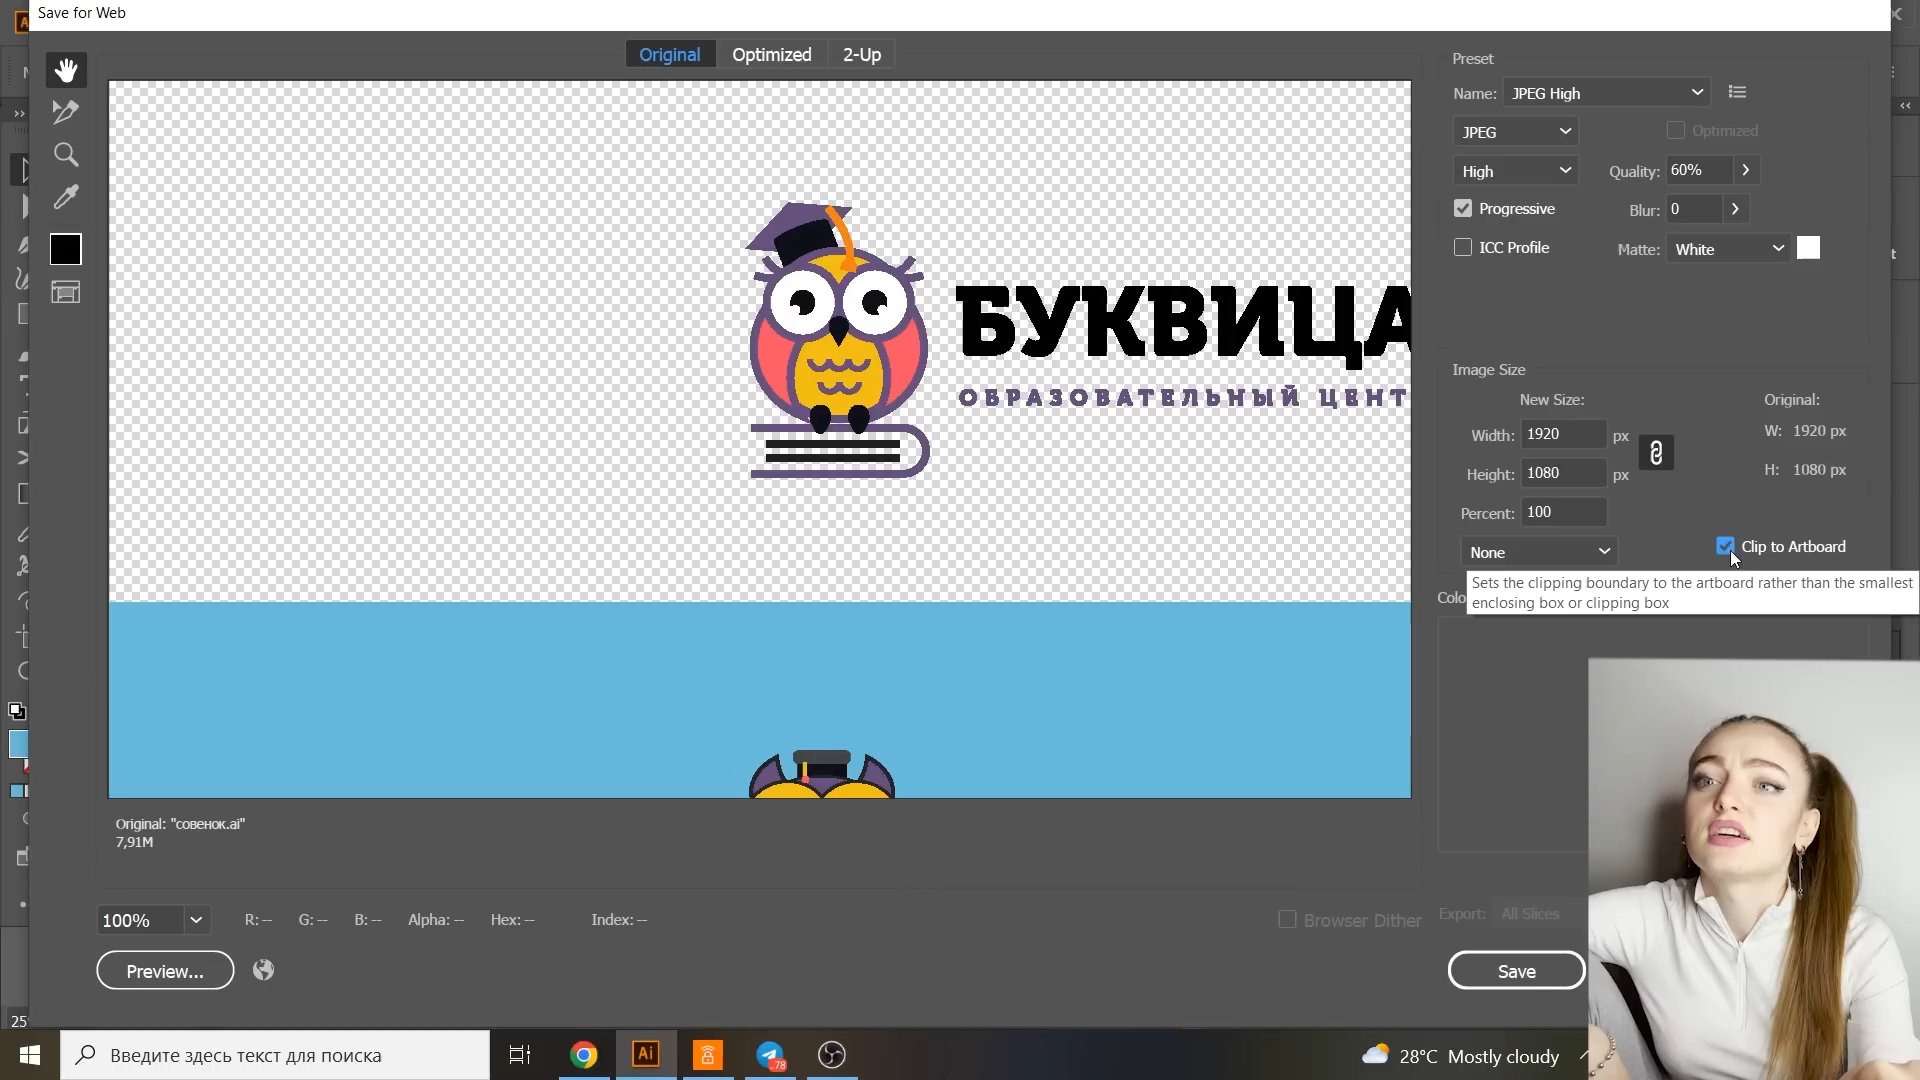 Save for Web
Original
Optimized
2-Up
Preset
Name:
JPEG High
JPEG
Optimized
High
Quality:
60%
Progressive
Blur:
0
ICC Profile
Matte:
White
БУКВИЦА
ОБРАЗОВАТЕЛЬНЫЙ ЦЕНТ
Image Size
New Size:
Original:
Width:
1920
px
W: 1920 px
Height:
1080
px
H: 1080 px
Percent:
100
None
Clip to Artboard
Sets the clipping boundary to the artboard rather than the smallest
enclosing box or clipping box
Colo
Original: "совенок.ai"
7,91M
100%
R: --
G: --
B: --
Alpha: --
Hex: --
Index: --
Browser Dither
Export:
All Slices
Preview...
Save
25
Введите здесь текст для поиска
Ai
78
28°C Mostly cloudy